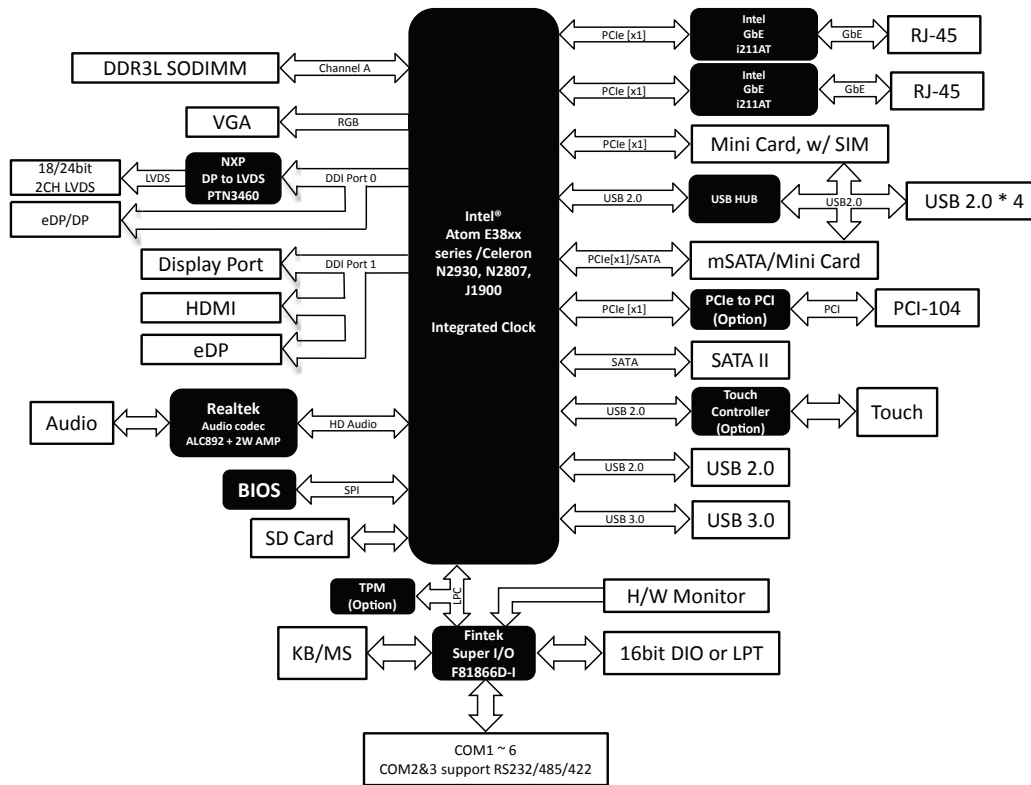 DDR3L SODIMM
Channel A
VGA
RGB
18/24bit
2CH LVDS
LVDS
NXP
DP to LVDS
PTN3460
DDI Port 0
eDP/DP
Display Port
DDI Port 1
HDMI
eDP
Audio
Realtek
Audio codec
ALC892 + 2W AMP
HD Audio
BIOS
SPI
SD Card
Intel®
Atom E38xx
series /Celeron
N2930, N2807,
J1900
Integrated Clock
PCIe [x1]
Intel
GbE
i211AT
GbE
RJ-45
PCIe [x1]
Intel
GbE
i211AT
GbE
RJ-45
PCIe [x1]
Mini Card, w/ SIM
USB 2.0
USB HUB
USB2.0
USB 2.0 * 4
PCIe[x1]/SATA
mSATA/Mini Card
PCIe [x1]
PCIe to PCI
(Option)
PCI
PCI-104
SATA
SATA II
USB 2.0
Touch
Controller
(Option)
Touch
USB 2.0
USB 2.0
USB 3.0
USB 3.0
TPM
(Option)
LPC
H/W Monitor
KB/MS
Fintek
Super I/O
F81866D-I
16bit DIO or LPT
COM1 ~ 6
COM2&3 support RS232/485/422